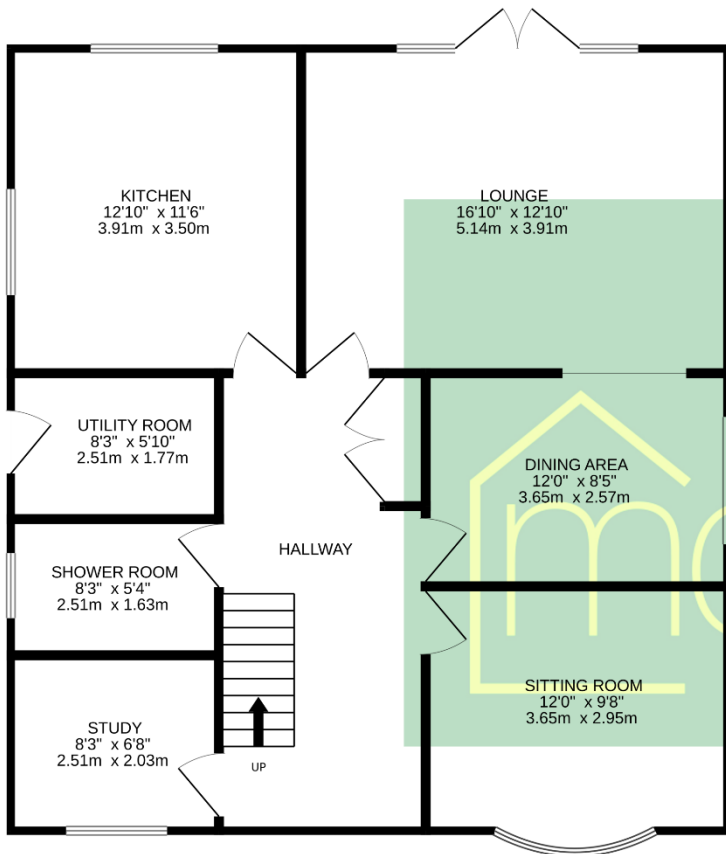 KITCHEN
12'10" x 11'6"
3.91m x 3.50m
LOUNGE
16'10" x 12'10"
5.14m x 3.91m
UTILITY ROOM
8'3" x 5'10"
2.51m x 1.77m
DINING AREA
12'0" x 8'5"
3.65m x 2.57m
HALLWAY
SHOWER ROOM
8'3" x 5'4"
2.51m x 1.63m
SITTING ROOM
12'0" x 9'8"
3.65m x 2.95m
STUDY
8'3" x 6'8"
2.51m x 2.03m
UP